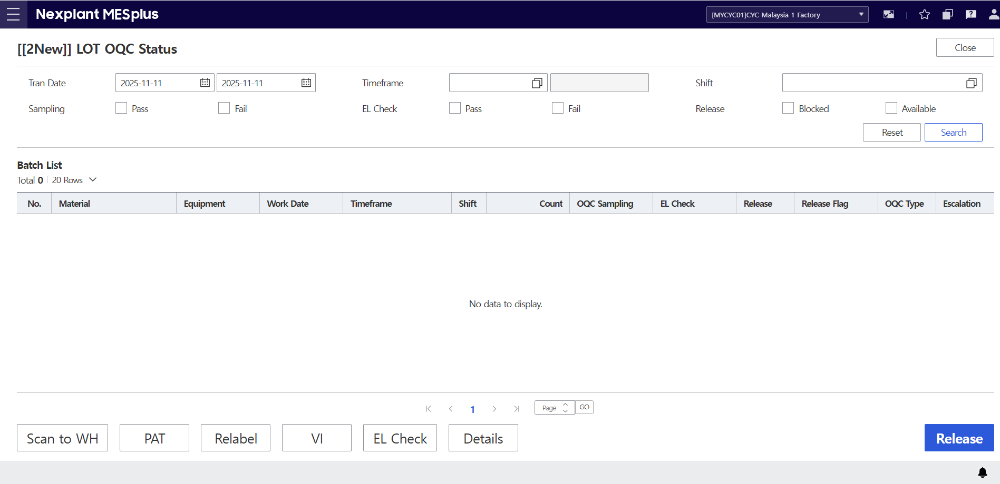 Nexplant MESplus
[MYCYC01]CYC Malaysia 1 Factory
[[2New]] LOT OQC Status
Close
Tran Date 2025-11-11 2025-11-11 Timeframe Shift
Sampling Pass Fail EL Check Pass Fail Release Blocked Available
Reset Search
Batch List
Total 0 20 Rows
No. Material Equipment Work Date Timeframe Shift Count OQC Sampling EL Check Release Release Flag OQC Type Escalation
No data to display.
1 Page GO
Scan to WH PAT Relabel VI EL Check Details Release